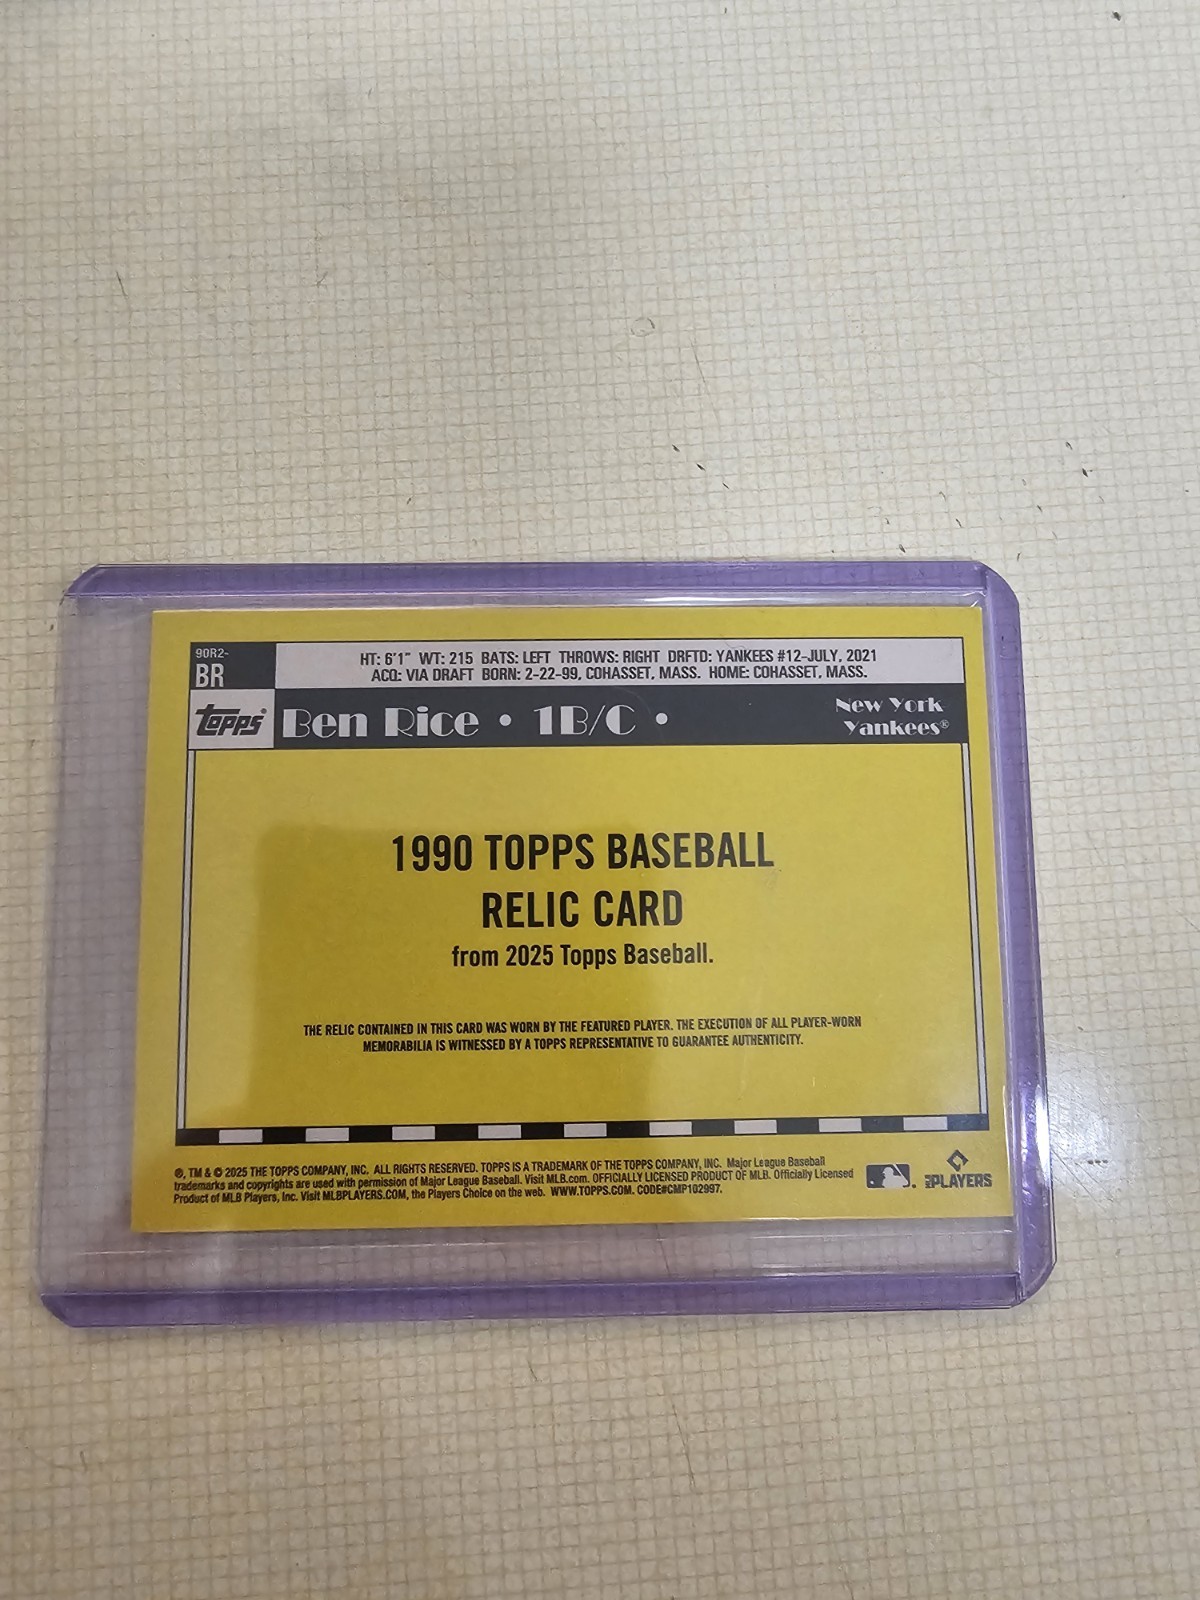 90R2-
BR
HT: 6'1" WT: 215 BATS: LEFT THROWS: RIGHT DRFTD: YANKEES #12-JULY, 2021
ACQ: VIA DRAFT BORN: 2-22-99, COHASSET, MASS. HOME: COHASSET, MASS.
Topps® Ben Rice • 1B/C •
New York
Yankees®
1990 TOPPS BASEBALL
RELIC CARD
from 2025 Topps Baseball.
THE RELIC CONTAINED IN THIS CARD WAS WORN BY THE FEATURED PLAYER. THE EXECUTION OF ALL PLAYER-WORN
MEMORABILIA IS WITNESSED BY A TOPPS REPRESENTATIVE TO GUARANTEE AUTHENTICITY.
®, TM & © 2025 THE TOPPS COMPANY, INC. ALL RIGHTS RESERVED. TOPPS IS A TRADEMARK OF THE TOPPS COMPANY, INC. Major League Baseball
trademarks and copyrights are used with permission of Major League Baseball. Visit MLB.com. OFFICIALLY LICENSED PRODUCT OF MLB. Officially Licensed
Product of MLB Players, Inc. Visit MLBPLAYERS.COM, the Players Choice on the web. WWW.TOPPS.COM. CODE#CMP102997.
MLB PLAYERS